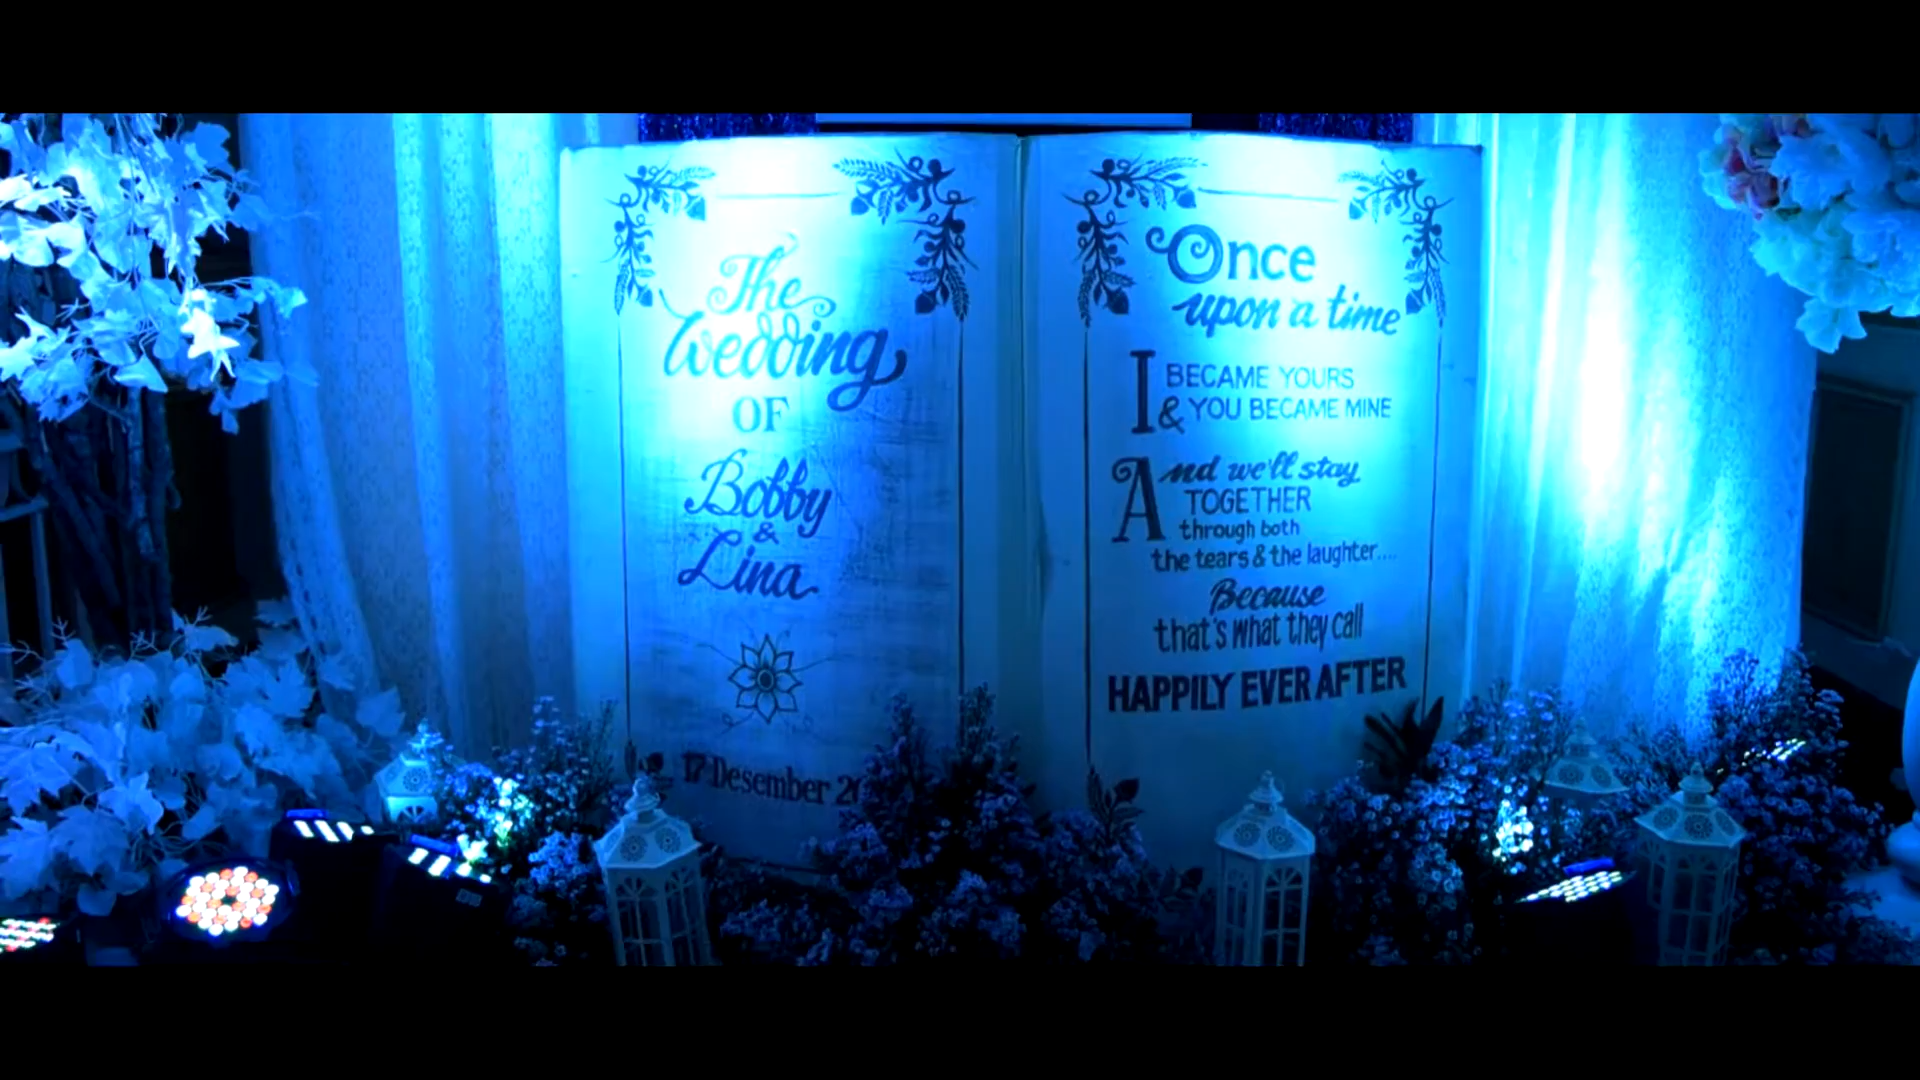 The
Wedding
OF
Bobby
&
Lina
17 Desember
Once
upon a time
I BECAME YOURS
& YOU BECAME MINE
And we'll stay
TOGETHER
through both
the tears & the laughter....
Because
that's what they call
HAPPILY EVER AFTER